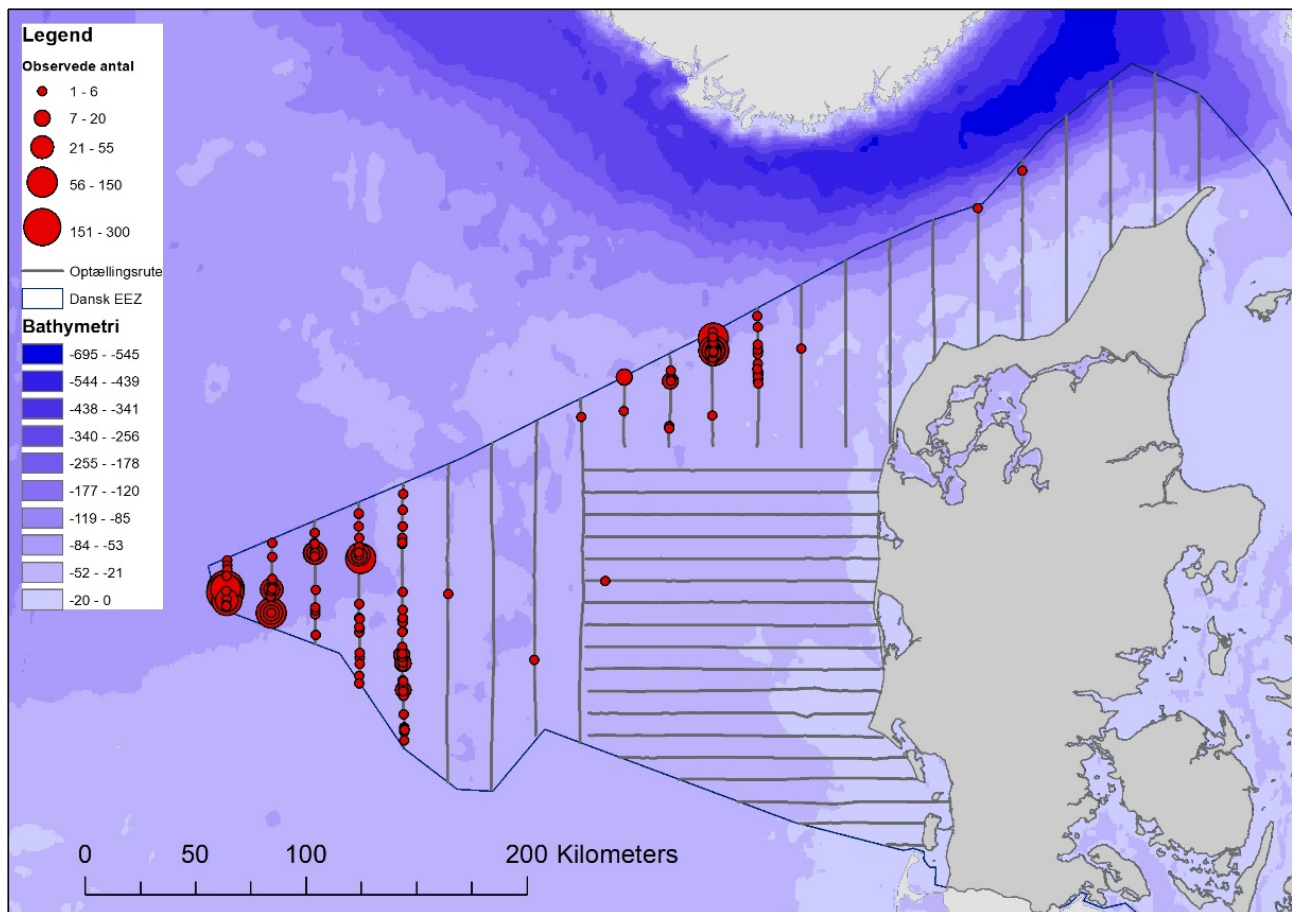 Legend
Observede antal
1 - 6
7 - 20
21 - 55
56 - 150
151 - 300
Optællingsrute
Dansk EEZ
Bathymetri
-695 - -545
-544 - -439
-438 - -341
-340 - -256
-255 - -178
-177 - -120
-119 - -85
-84 - -53
-52 - -21
-20 - 0
0 50 100 200 Kilometers